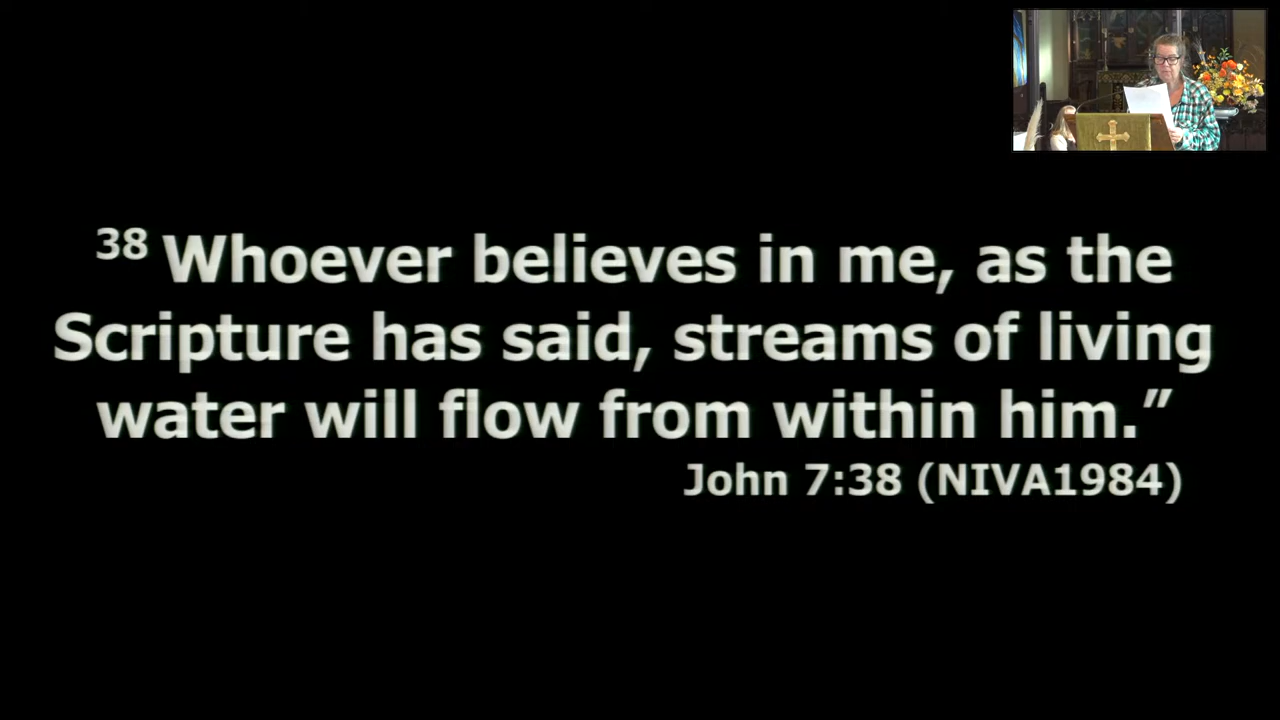 38 Whoever believes in me, as the
Scripture has said, streams of living
water will flow from within him.”
John 7:38 (NIVA1984)